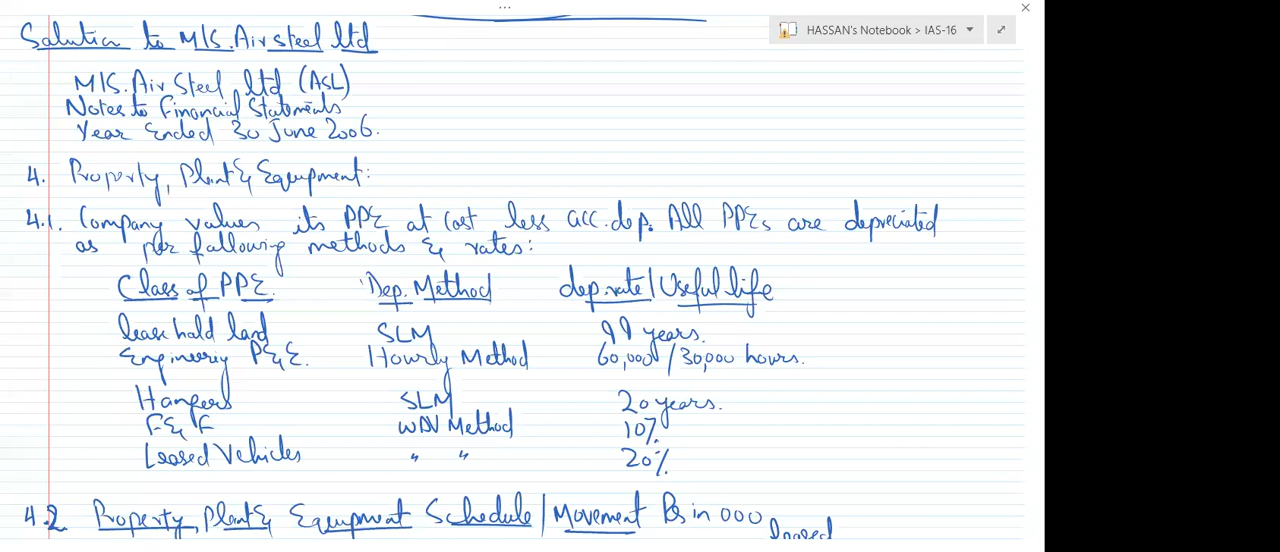 HASSAN's Notebook > IAS-16
Solution to M/S. Air steel ltd
M/S. Air Steel ltd (ASL)
Notes to Financial Statements
Year Ended 30 June 2006.
4. Property, Plant & Equipment:
4.1. Company values its PPE at cost less acc. dep. All PPEs are depreciated
as per following methods & rates:
Class of PPE Dep. Method dep. rate / Useful life
lease hold land SLM 99 years.
Engineering P&E. Hourly Method 60,000 / 30,000 hours.
Hangers SLM 20 years.
F & F WDV Method 10%
Leased Vehicles " " 20%
4.2 Property, Plant & Equipment Schedule / Movement Rs in 000
leased